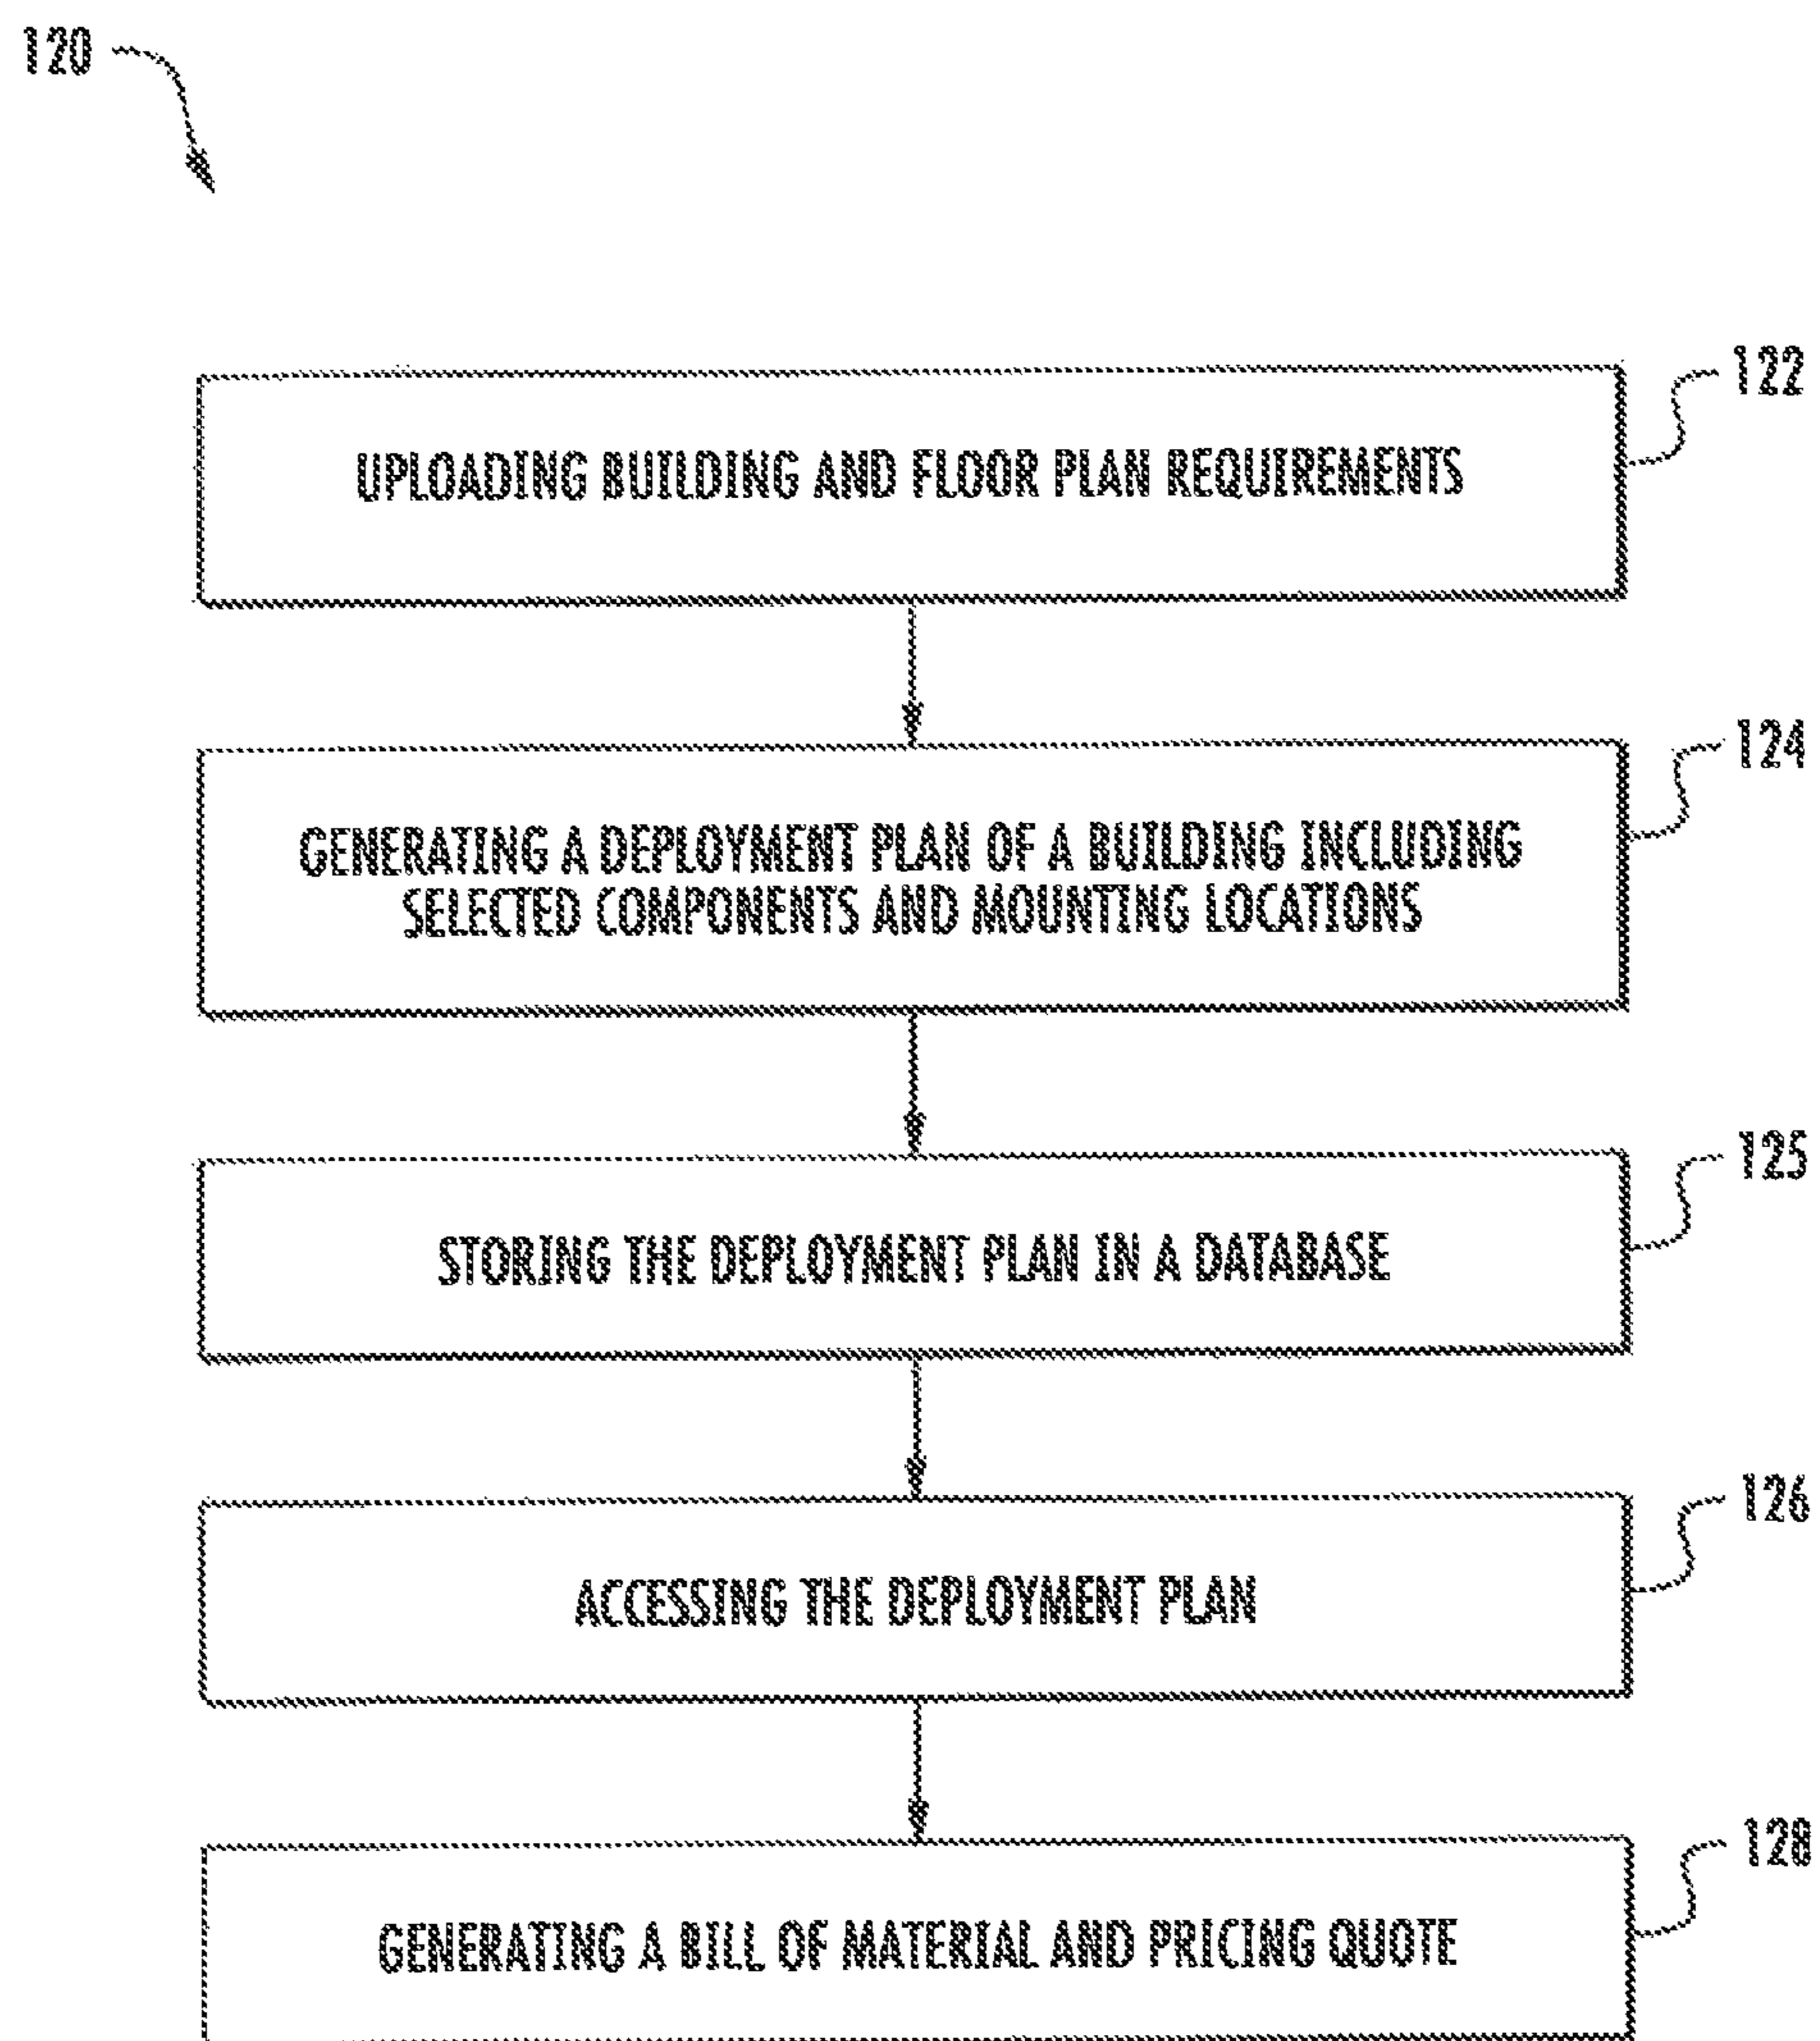 120
122
UPLOADING BUILDING AND FLOOR PLAN REQUIREMENTS
124
GENERATING A DEPLOYMENT PLAN OF A BUILDING INCLUDING
SELECTED COMPONENTS AND MOUNTING LOCATIONS
125
STORING THE DEPLOYMENT PLAN IN A DATABASE
126
ACCESSING THE DEPLOYMENT PLAN
128
GENERATING A BILL OF MATERIAL AND PRICING QUOTE